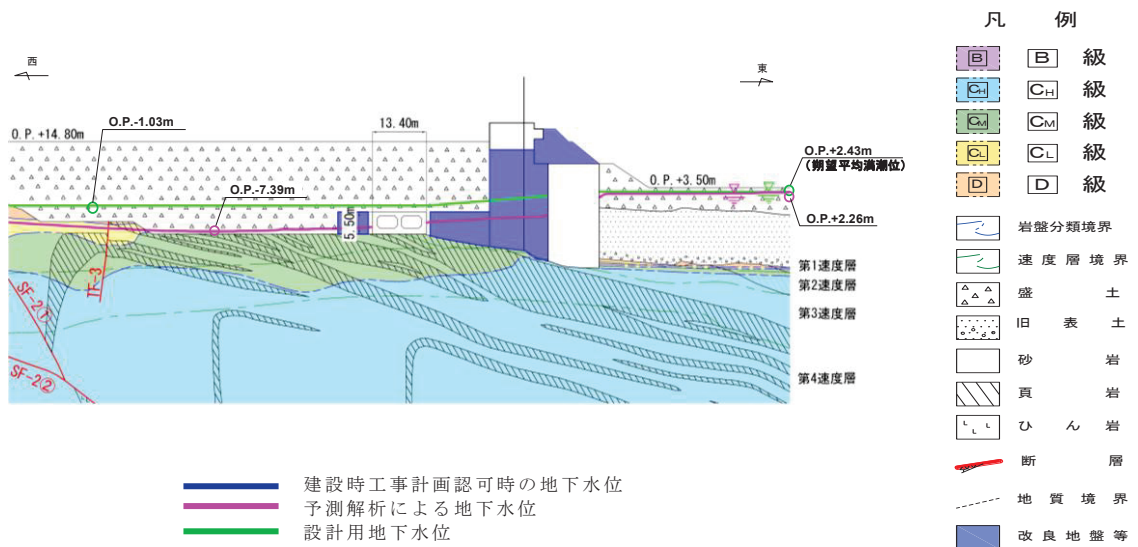 西
東
O.P.-1.03m
O.P.+14.80m
13.40m
O.P.-7.39m
5.50m
O.P.+2.43m
(朔望平均満潮位)
O.P.+3.50m
O.P.+2.26m
TF-3
SF-2①
SF-2②
第1速度層
第2速度層
第3速度層
第4速度層
建設時工事計画認可時の地下水位
予測解析による地下水位
設計用地下水位
凡 例
B B 級
CH CH 級
CM CM 級
CL CL 級
D D 級
岩盤分類境界
速度層境界
盛 土
旧 表 土
砂 岩
頁 岩
ひ ん 岩
断 層
地 質 境 界
改 良 地 盤 等